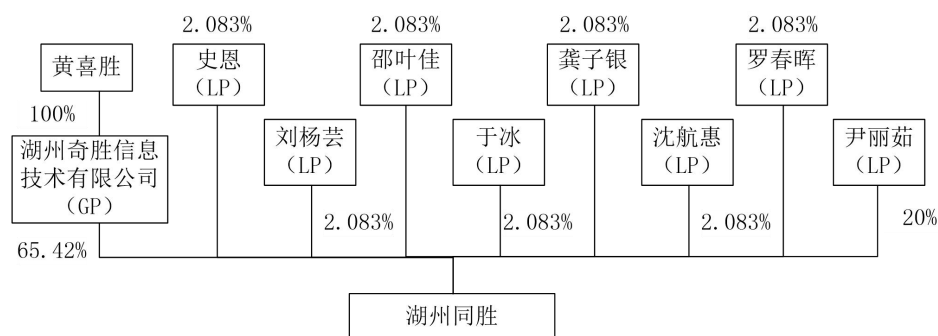 2.083%
2.083%
2.083%
2.083%
黄喜胜
史恩
（LP）
邵叶佳
（LP）
龚子银
（LP）
罗春晖
（LP）
100%
湖州奇胜信息
技术有限公司
（GP）
刘杨芸
（LP）
于冰
（LP）
沈航惠
（LP）
尹丽茹
（LP）
65.42%
2.083%
2.083%
2.083%
20%
湖州同胜